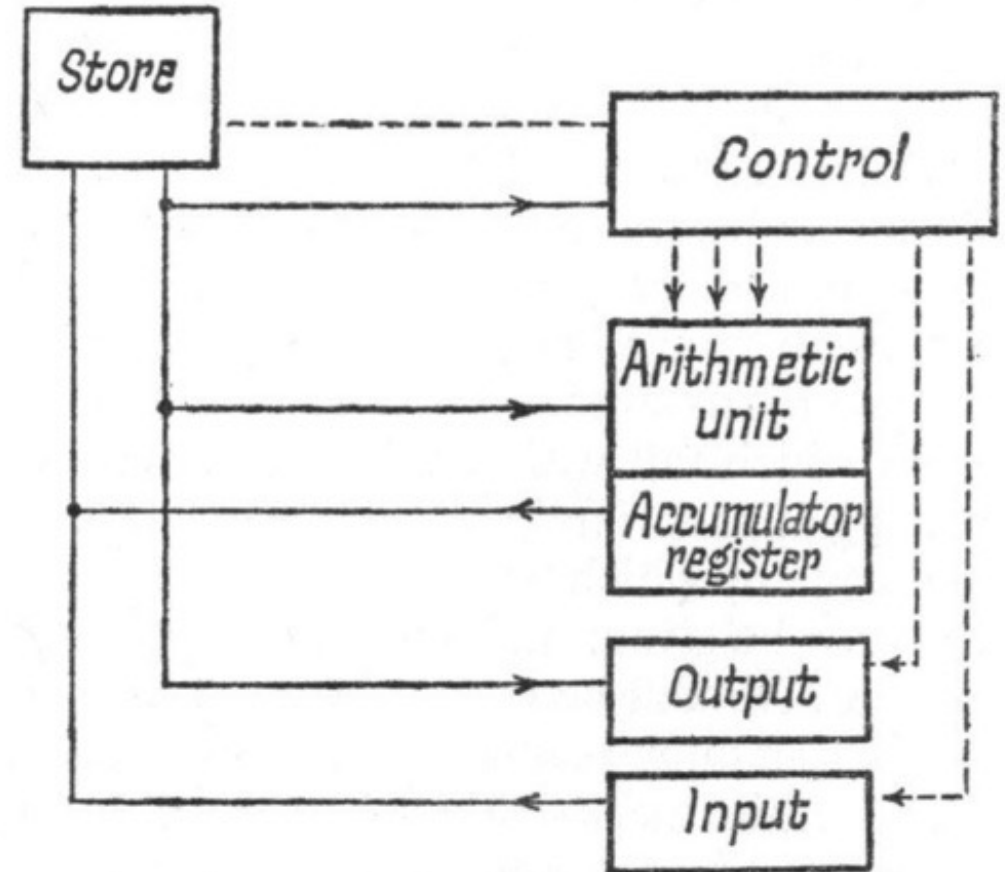 Store
Control
Arithmetic
unit
Accumulator
register
Output
Input